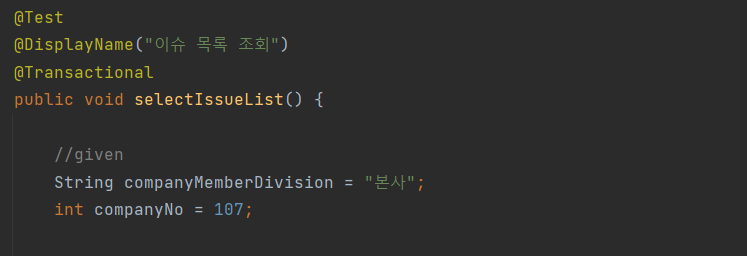 @Test
@DisplayName("이슈 목록 조회")
@Transactional
public void selectIssueList() {
//given
String companyMemberDivision = "본사";
int companyNo = 107;